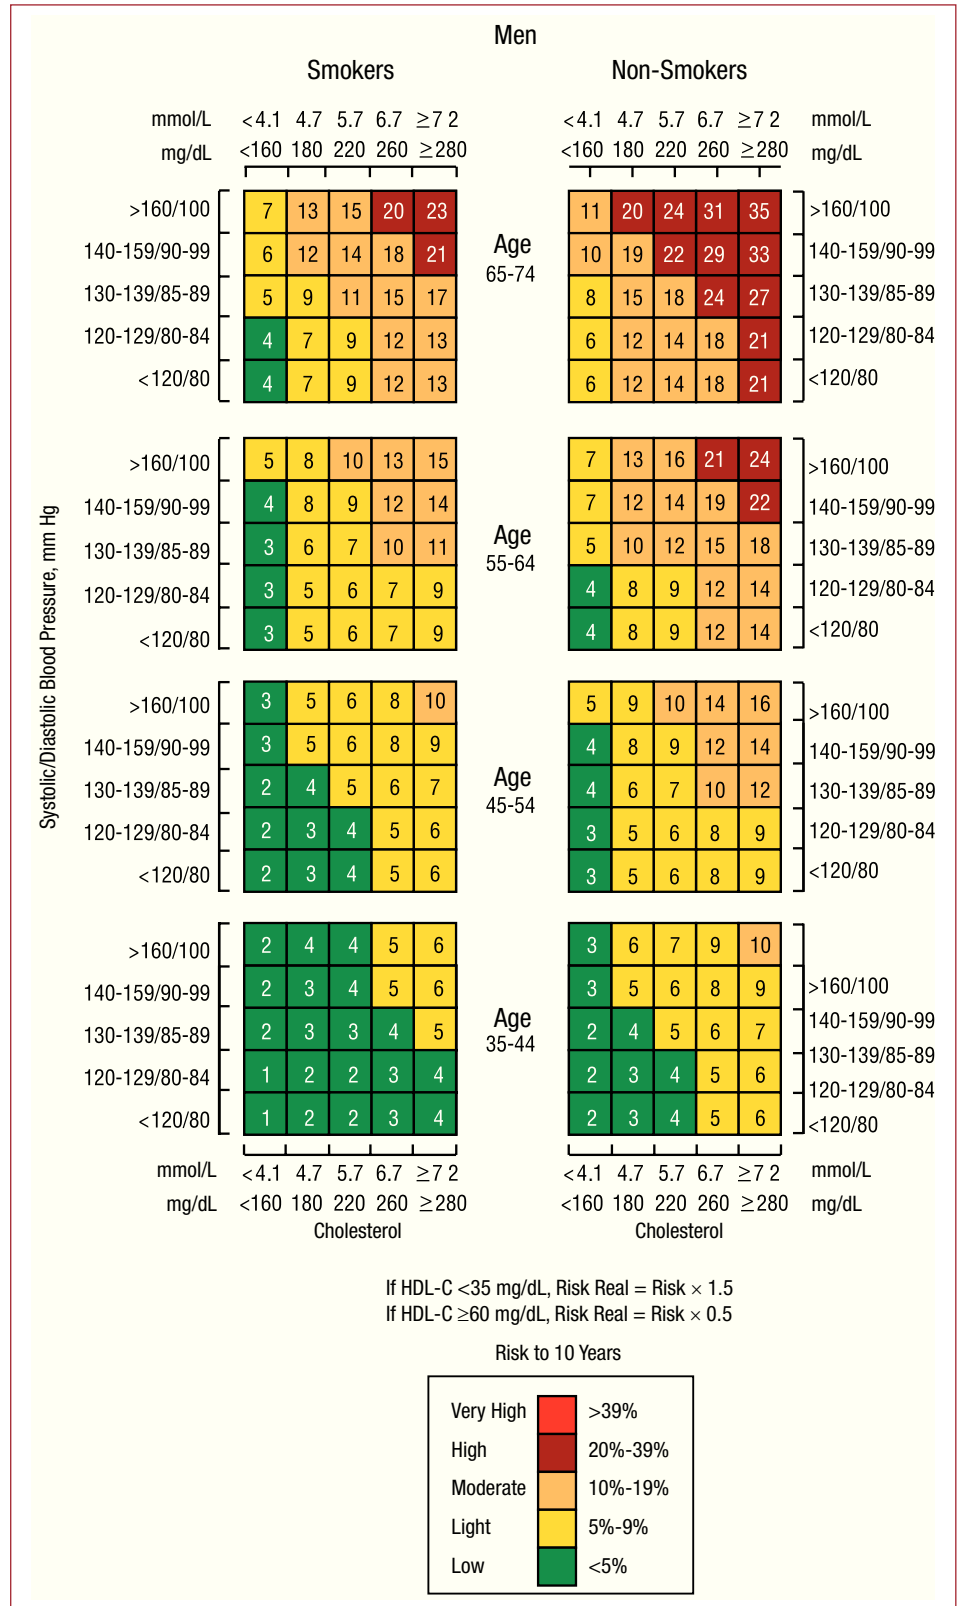 Men
Smokers Non-Smokers
mmol/L <4.1 4.7 5.7 6.7 ≥7 2 <4.1 4.7 5.7 6.7 ≥7 2 mmol/L
mg/dL <160 180 220 260 ≥280 <160 180 220 260 ≥280 mg/dL
Systolic/Diastolic Blood Pressure, mm Hg
>160/100 7 13 15 20 23 11 20 24 31 35 >160/100
140-159/90-99 6 12 14 18 21 Age 10 19 22 29 33 140-159/90-99
130-139/85-89 5 9 11 15 17 65-74 8 15 18 24 27 130-139/85-89
120-129/80-84 4 7 9 12 13 6 12 14 18 21 120-129/80-84
<120/80 4 7 9 12 13 6 12 14 18 21 <120/80
>160/100 5 8 10 13 15 7 13 16 21 24 >160/100
140-159/90-99 4 8 9 12 14 7 12 14 19 22 140-159/90-99
130-139/85-89 3 6 7 10 11 Age 55-64 5 10 12 15 18 130-139/85-89
120-129/80-84 3 5 6 7 9 4 8 9 12 14 120-129/80-84
<120/80 3 5 6 7 9 4 8 9 12 14 <120/80
>160/100 3 5 6 8 10 5 9 10 14 16 >160/100
140-159/90-99 3 5 6 8 9 4 8 9 12 14 140-159/90-99
130-139/85-89 2 4 5 6 7 Age 45-54 4 6 7 10 12 130-139/85-89
120-129/80-84 2 3 4 5 6 3 5 6 8 9 120-129/80-84
<120/80 2 3 4 5 6 3 5 6 8 9 <120/80
>160/100 2 4 4 5 6 3 6 7 9 10
140-159/90-99 2 3 4 5 6 3 5 6 8 9 >160/100
130-139/85-89 2 3 3 4 5 Age 35-44 2 4 5 6 7 140-159/90-99
130-139/85-89
120-129/80-84 1 2 2 3 4 2 3 4 5 6 120-129/80-84
<120/80 1 2 2 3 4 2 3 4 5 6 <120/80
mmol/L <4.1 4.7 5.7 6.7 ≥7 2 <4.1 4.7 5.7 6.7 ≥7 2 mmol/L
mg/dL <160 180 220 260 ≥280 <160 180 220 260 ≥280 mg/dL
Cholesterol Cholesterol
If HDL-C <35 mg/dL, Risk Real = Risk × 1.5
If HDL-C ≥60 mg/dL, Risk Real = Risk × 0.5
Risk to 10 Years
Very High >39%
High 20%-39%
Moderate 10%-19%
Light 5%-9%
Low <5%